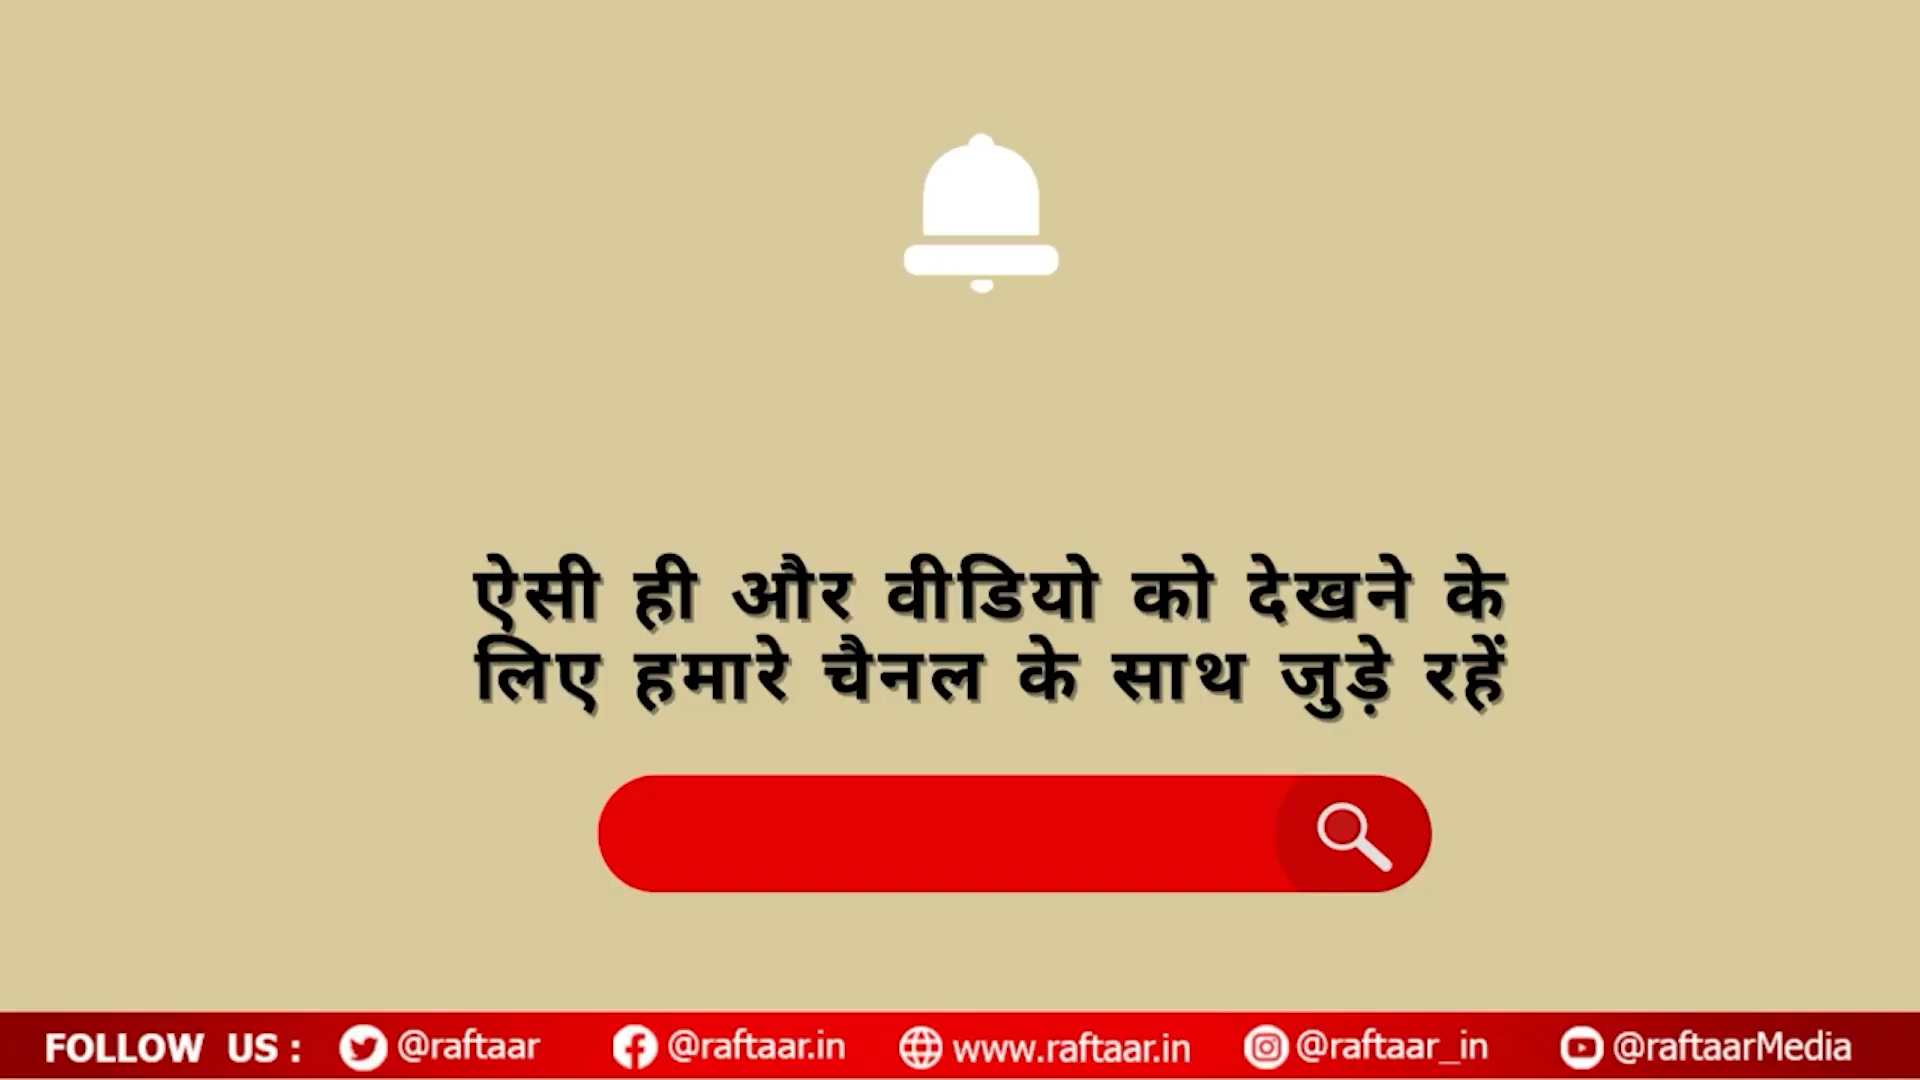 ऐसी ही और वीडियो को देखने के
लिए हमारे चैनल के साथ जुड़े रहें
FOLLOW US : @raftaar @raftaar.in www.raftaar.in @raftaar_in @raftaarMedia